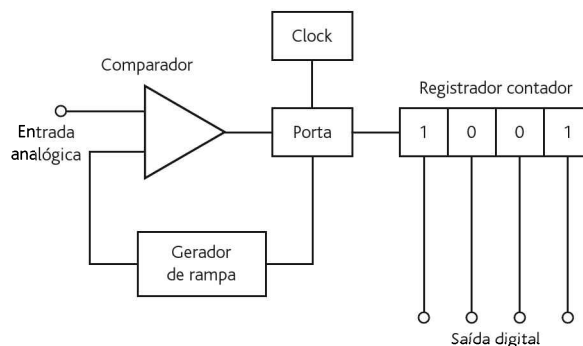 Clock
Comparador
Registrador contador
Entrada
analógica
Porta
1 0 0 1
Gerador
de rampa
Saída digital